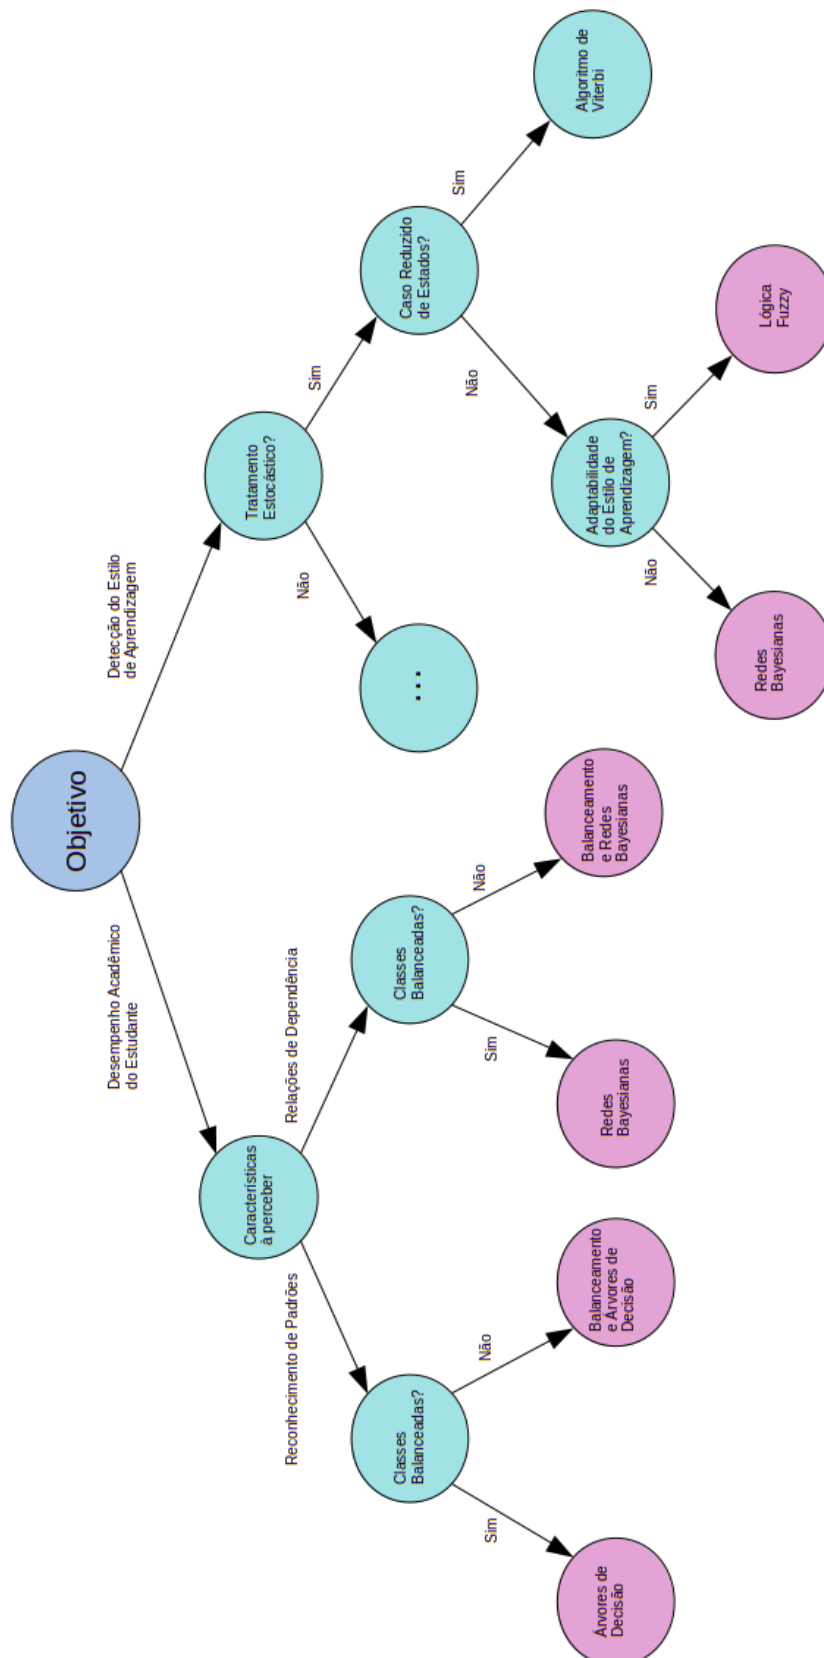 Objetivo
Desempenho Acadêmico
do Estudante
Detecção do Estilo
de Aprendizagem
Características
à perceber
Tratamento
Estocástico?
Reconhecimento de Padrões
Relações de Dependência
Não
Sim
Classes
Balanceadas?
Classes
Balanceadas?
...
Caso Reduzido
de Estados?
Sim
Não
Sim
Não
Não
Sim
Árvores de
Decisão
Balanceamento
e Árvores de
Decisão
Redes
Bayesianas
Balanceamento
e Redes
Bayesianas
Adaptabilidade
do Estilo de
Aprendizagem?
Algoritmo de
Viterbi
Não
Sim
Redes
Bayesianas
Lógica
Fuzzy